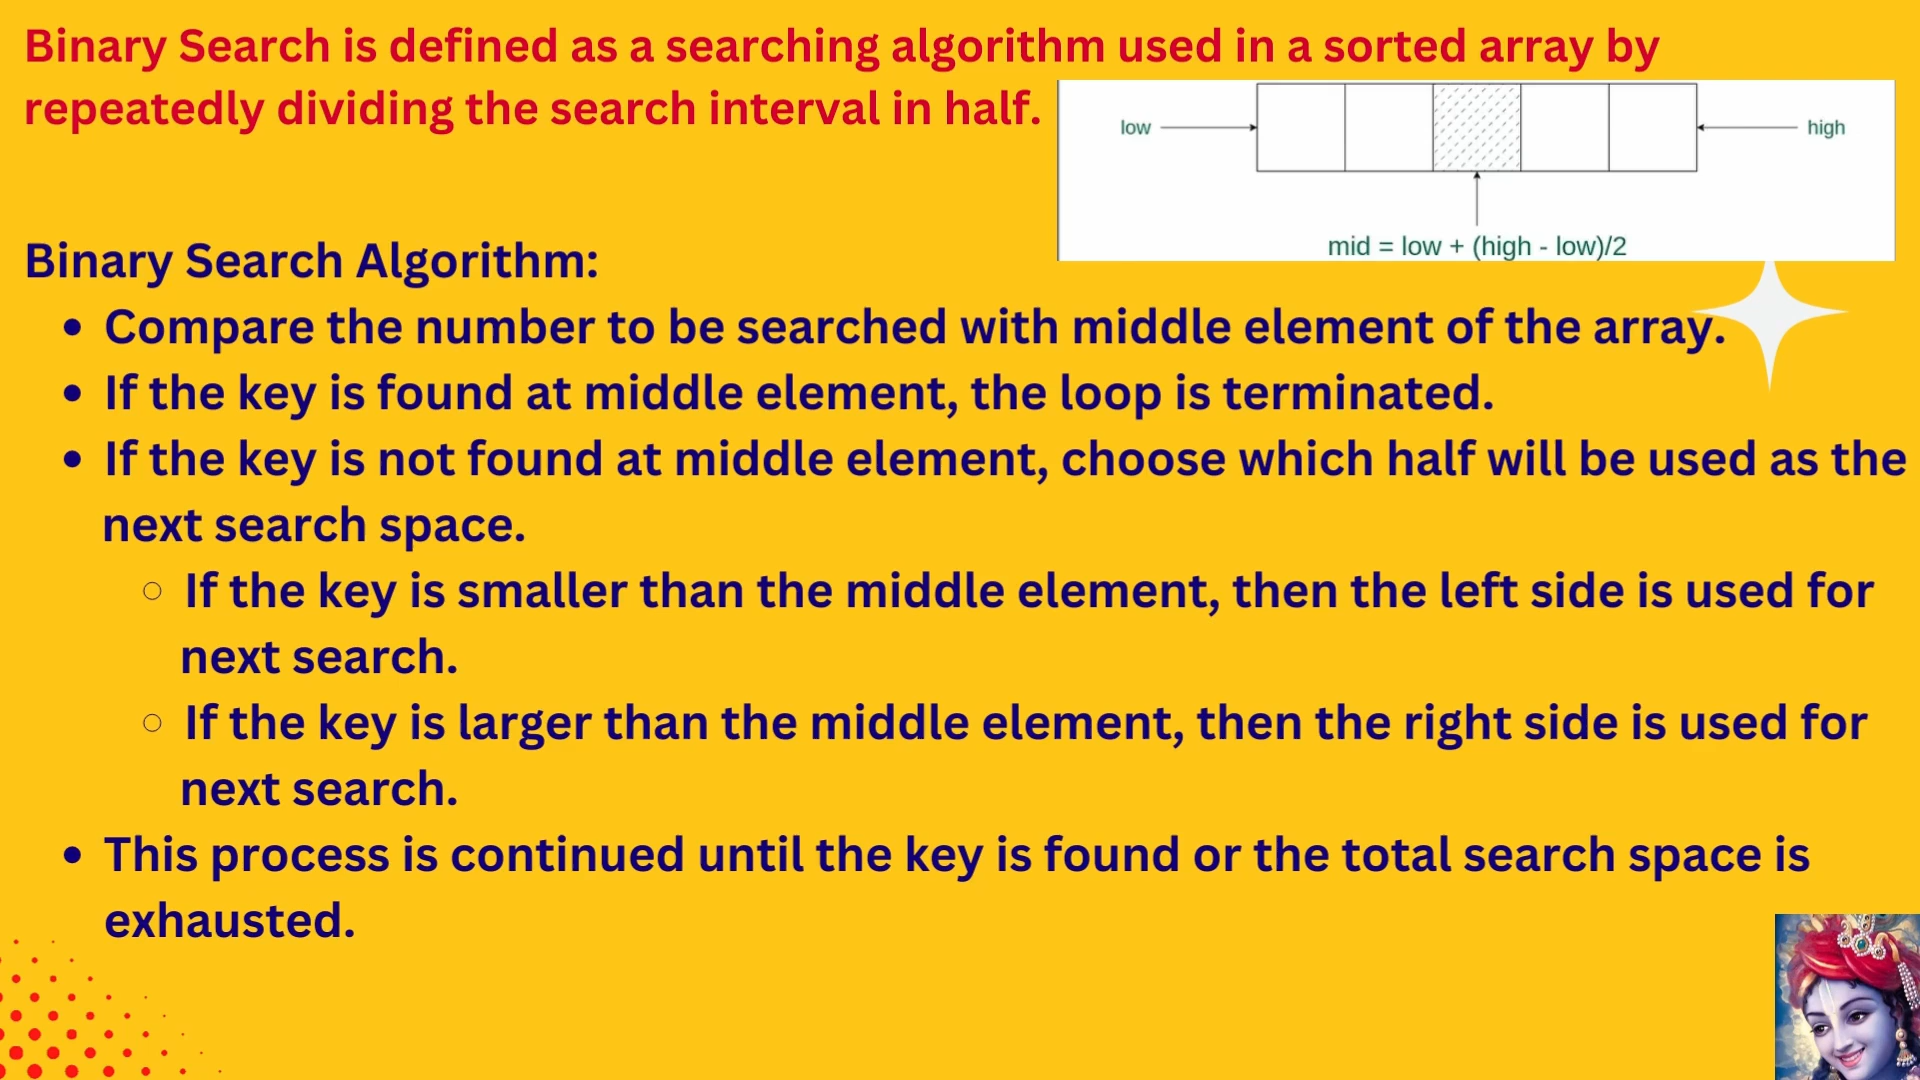 Binary Search is defined as a searching algorithm used in a sorted array by
repeatedly dividing the search interval in half.
low
high
mid = low + (high - low)/2
Binary Search Algorithm:
• Compare the number to be searched with middle element of the array.
• If the key is found at middle element, the loop is terminated.
• If the key is not found at middle element, choose which half will be used as the
next search space.
○ If the key is smaller than the middle element, then the left side is used for
next search.
○ If the key is larger than the middle element, then the right side is used for
next search.
• This process is continued until the key is found or the total search space is
exhausted.